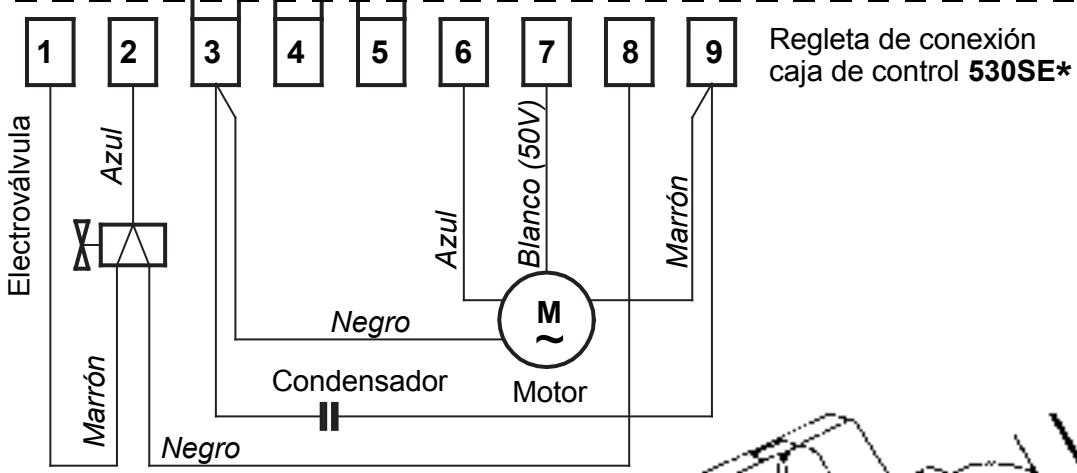 1 2 3 4 5 6 7 8 9
Regleta de conexión
caja de control 530SE*
Electroválvula
Azul
Azul
Blanco (50V)
Marrón
M
~
Negro
Condensador
Motor
Marrón
Negro